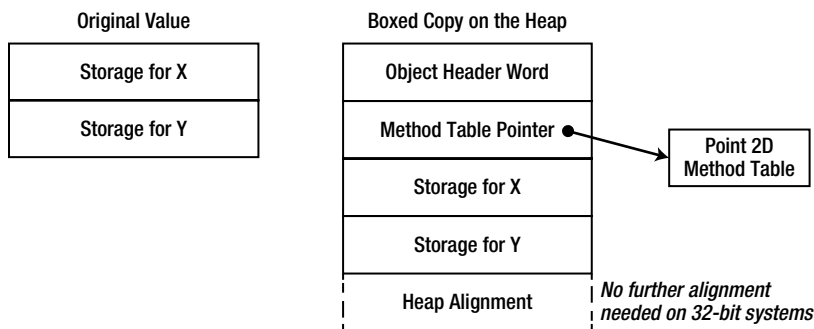 Original Value
Boxed Copy on the Heap
Storage for X
Object Header Word
Storage for Y
Method Table Pointer
Point 2D
Method Table
Storage for X
Storage for Y
Heap Alignment
No further alignment
needed on 32-bit systems